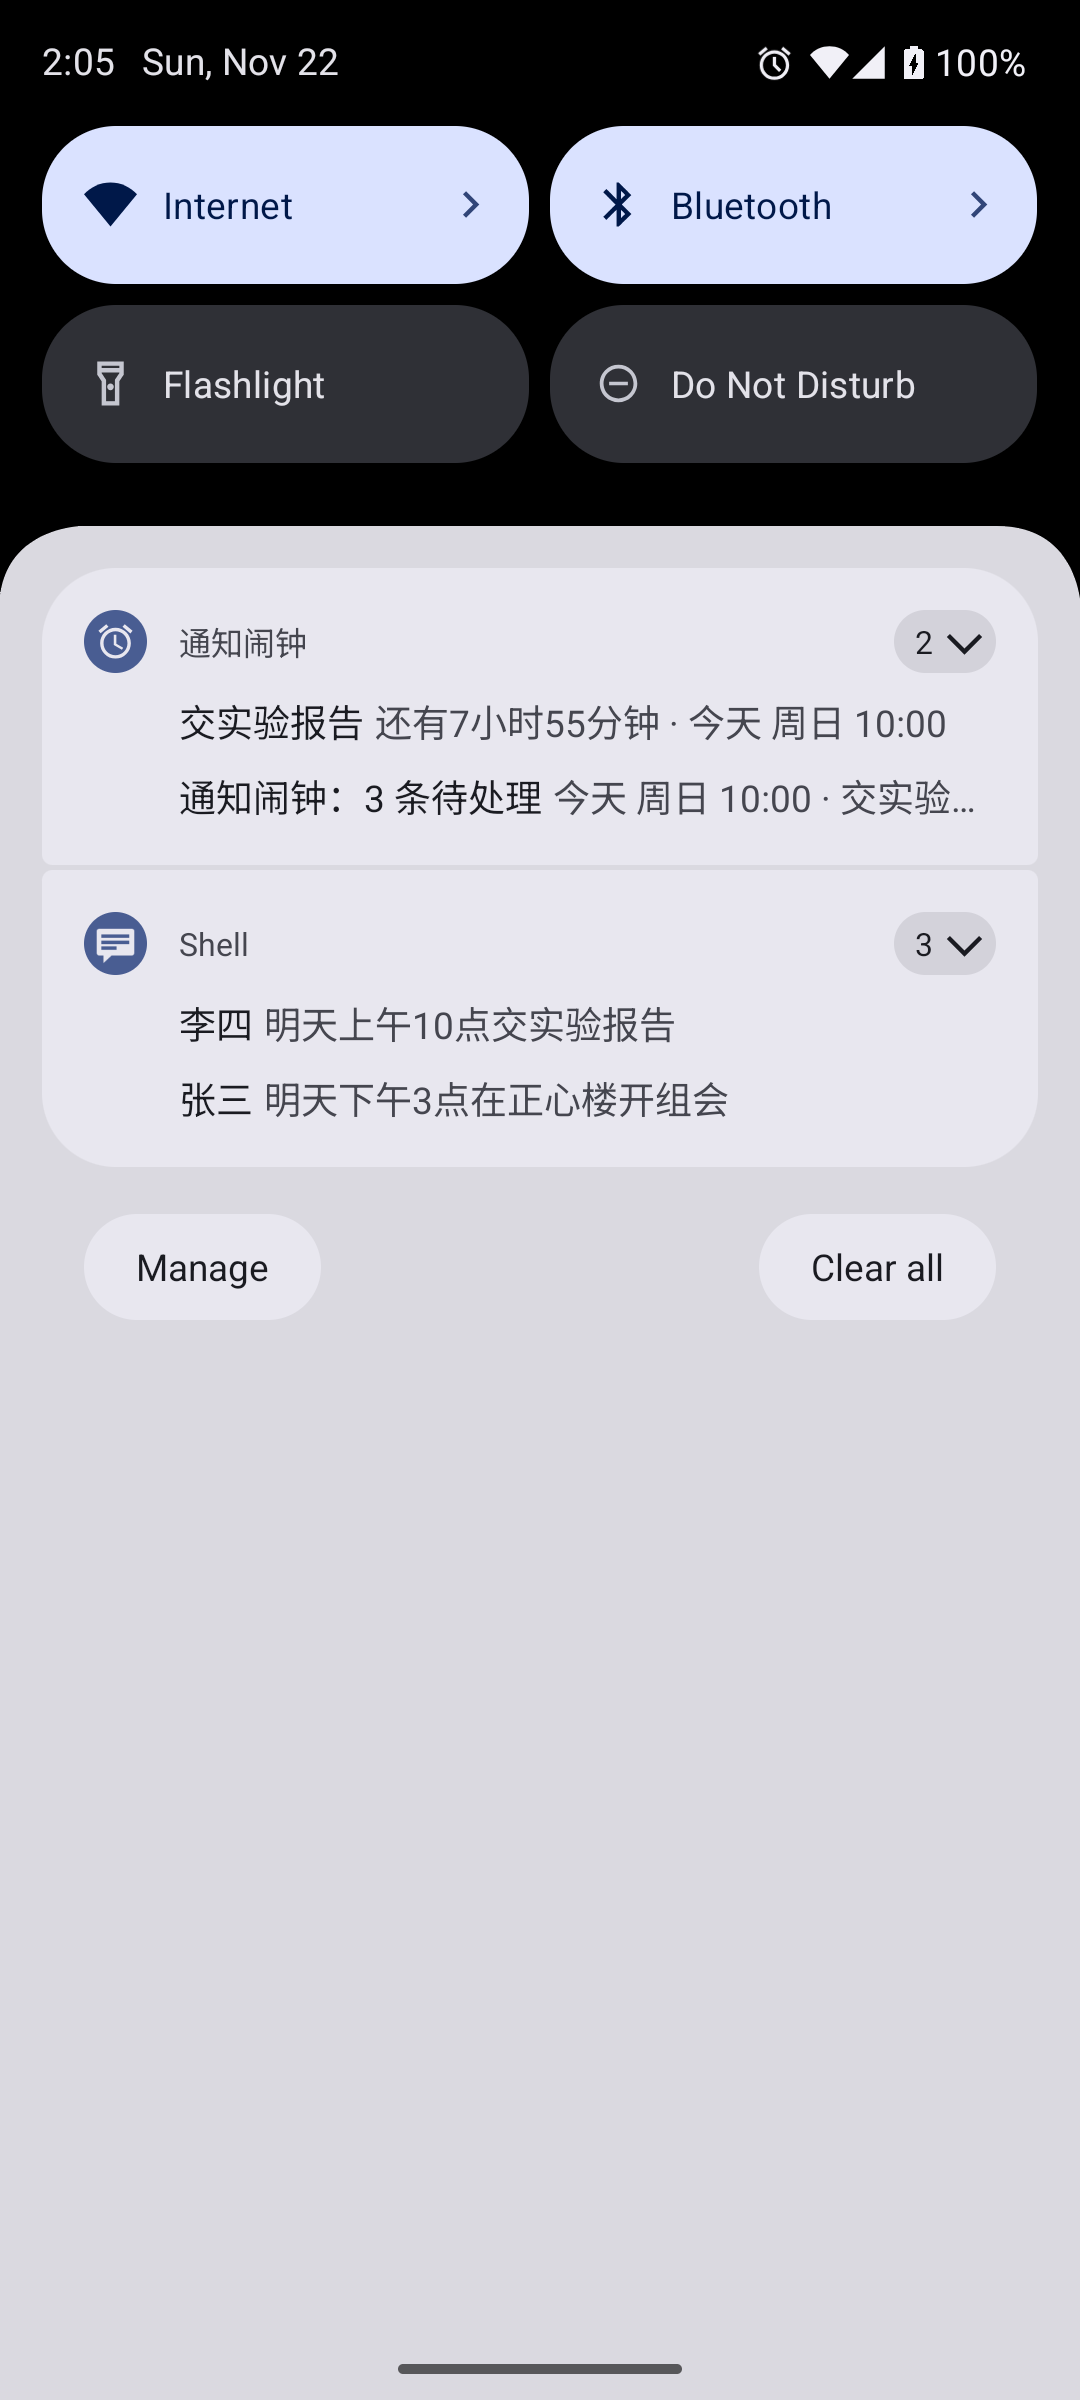 2:05 Sun, Nov 22 100%
Internet Bluetooth
Flashlight Do Not Disturb
通知闹钟 2
交实验报告 还有7小时55分钟 · 今天 周日 10:00
通知闹钟：3 条待处理 今天 周日 10:00 · 交实验…
Shell 3
李四 明天上午10点交实验报告
张三 明天下午3点在正心楼开组会
Manage Clear all